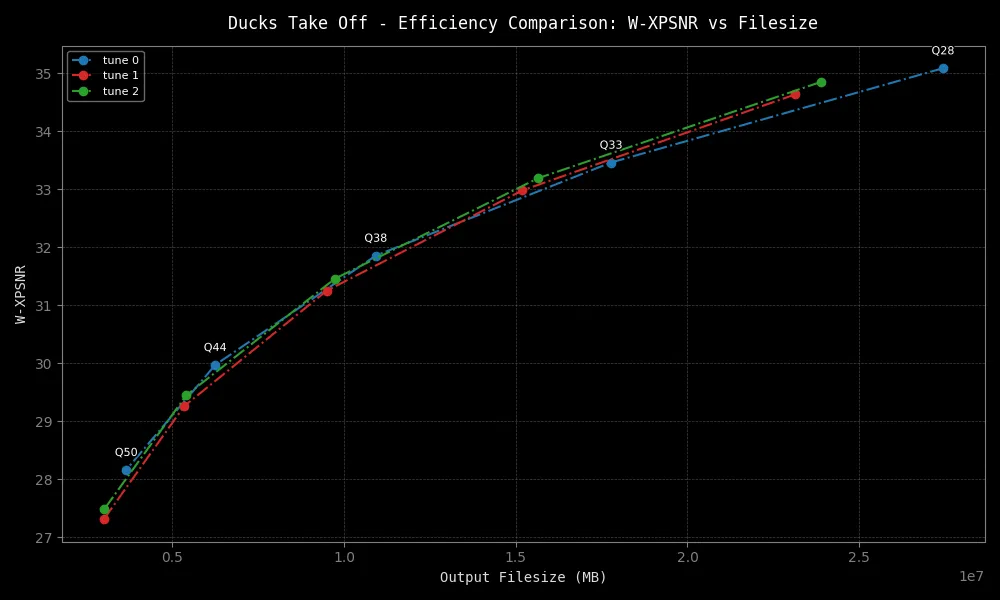 Ducks Take Off - Efficiency Comparison: W-XPSNR vs Filesize
tune 0
tune 1
tune 2
Q28
Q33
Q38
Q44
Q50
35
34
33
32
31
30
29
28
27
W-XPSNR
0.5
1.0
1.5
2.0
2.5
1e7
Output Filesize (MB)